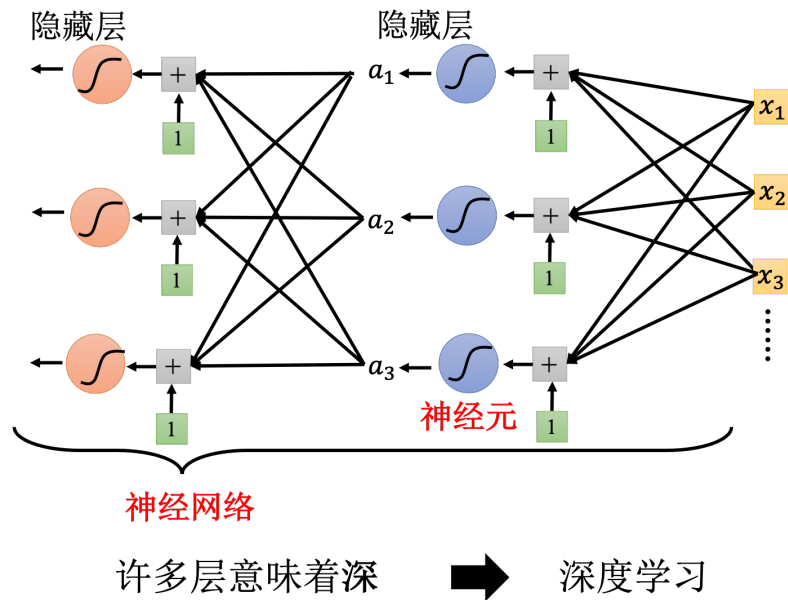 隐藏层 隐藏层
+ a₁ +
1 1 x₁
x₂
+ a₂ +
1 1 x₃
+ a₃ +
神经元
1 1
神经网络
许多层意味着深 深度学习